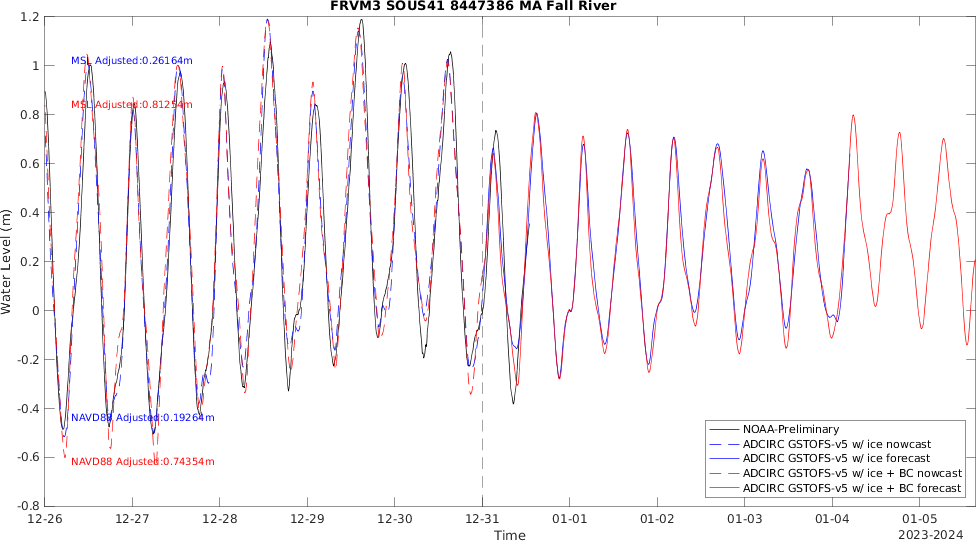 FRVM3 SOUS41 8447386 MA Fall River
1.2
1
0.8
0.6
0.4
0.2
0
-0.2
-0.4
-0.6
-0.8
Water Level (m)
MSL Adjusted:0.26164m
MSL Adjusted:0.81254m
NAVD88 Adjusted:0.19264m
NAVD88 Adjusted:0.74354m
NOAA-Preliminary
ADCIRC GSTOFS-v5 w/ ice nowcast
ADCIRC GSTOFS-v5 w/ ice forecast
ADCIRC GSTOFS-v5 w/ ice + BC nowcast
ADCIRC GSTOFS-v5 w/ ice + BC forecast
12-26 12-27 12-28 12-29 12-30 12-31 01-01 01-02 01-03 01-04 01-05
Time
2023-2024